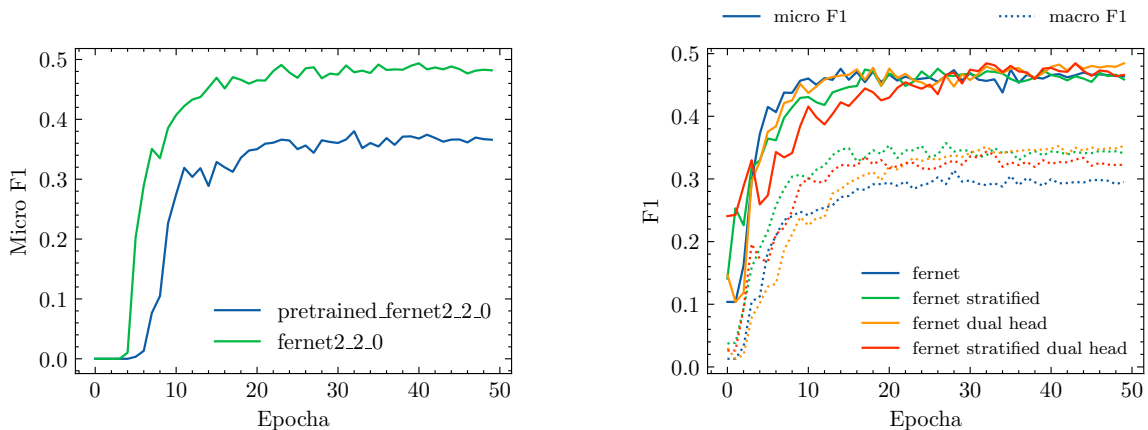 micro F1
macro F1
0.5
0.4
0.3
0.2
0.1
0.0
Micro F1
0
10
20
30
40
50
Epocha
pretrained_fernet2_2_0
fernet2_2_0
0.5
0.4
0.3
0.2
0.1
0.0
F1
0
10
20
30
40
50
Epocha
fernet
fernet stratified
fernet dual head
fernet stratified dual head